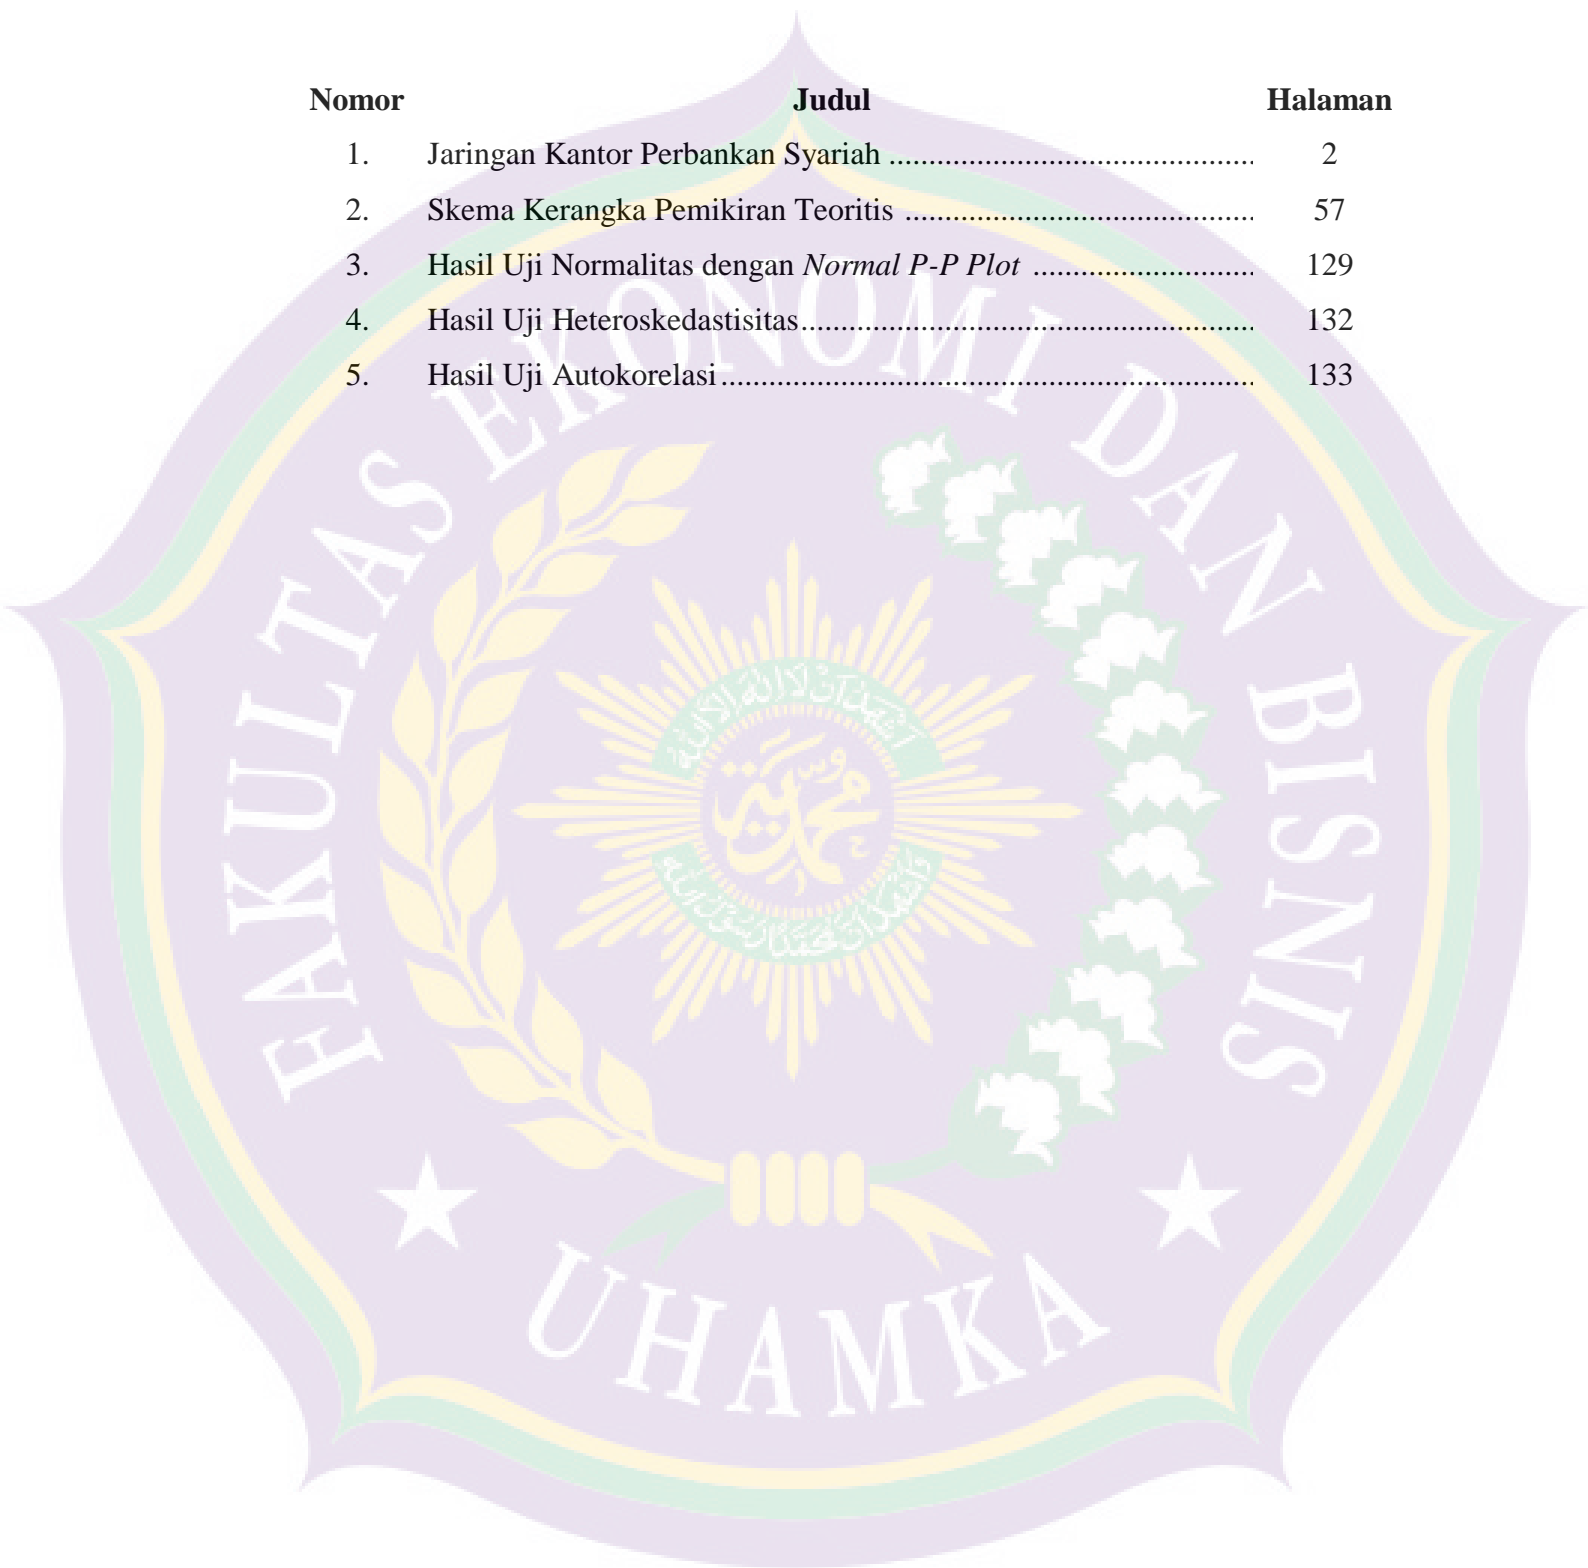 Nomor Judul Halaman
1. Jaringan Kantor Perbankan Syariah .............................................. 2
2. Skema Kerangka Pemikiran Teoritis ............................................ 57
3. Hasil Uji Normalitas dengan Normal P-P Plot ............................ 129
4. Hasil Uji Heteroskedastisitas......................................................... 132
5. Hasil Uji Autokorelasi................................................................... 133
FAKULTAS EKONOMI DAN BISNIS
محمدية
UHAMKA